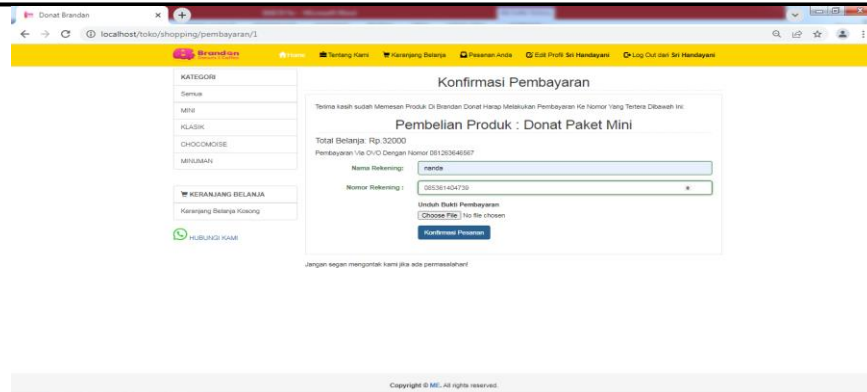 Donat Brandan
localhost/toko/shopping/pembayaran/1
Brandan
Home
Tentang Kami
Keranjang Belanja
Pesanan Anda
Edit Profil Sri Handayani
Log Out dari Sri Handayani
KATEGORI
Semua
MINI
KLASIK
CHOCOMOISE
MINUMAN
KERANJANG BELANJA
Keranjang Belanja Kosong
HUBUNGI KAMI
Konfirmasi Pembayaran
Terima kasih sudah Memesan Produk Di Brandan Donat Harap Melakukan Pembayaran Ke Nomor Yang Tertera Dibawah Ini:
Pembelian Produk : Donat Paket Mini
Total Belanja: Rp.32000
Pembayaran Via OVO Dengan Nomor 081263646567
Nama Rekening: nanda
Nomor Rekening : 085361404739
Unduh Bukti Pembayaran
Choose File No file chosen
Konfirmasi Pesanan
Jangan segan mengontak kami jika ada permasalahan!
Copyright © ME. All rights reserved.